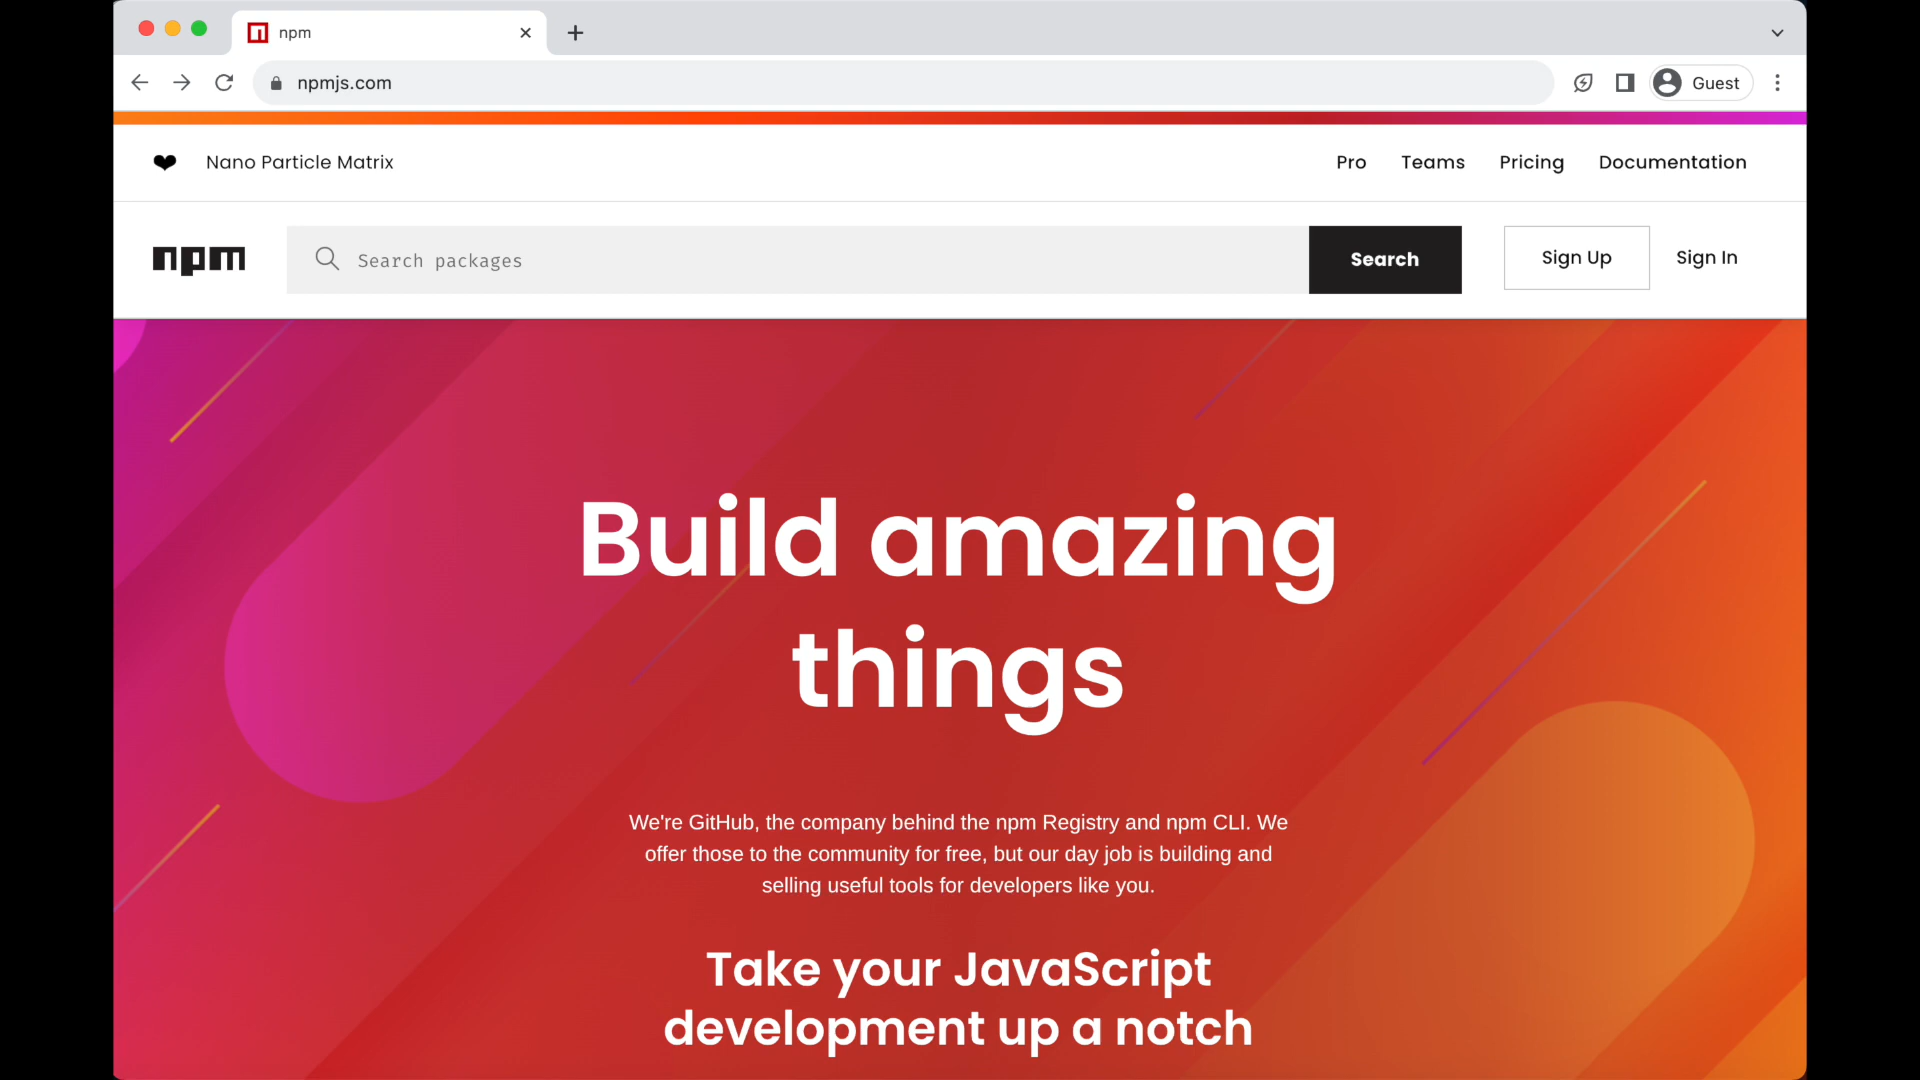 npm
npmjs.com
Guest
❤ Nano Particle Matrix
Pro
Teams
Pricing
Documentation
npm
Search packages
Search
Sign Up
Sign In
Build amazing
things
We're GitHub, the company behind the npm Registry and npm CLI. We
offer those to the community for free, but our day job is building and
selling useful tools for developers like you.
Take your JavaScript
development up a notch